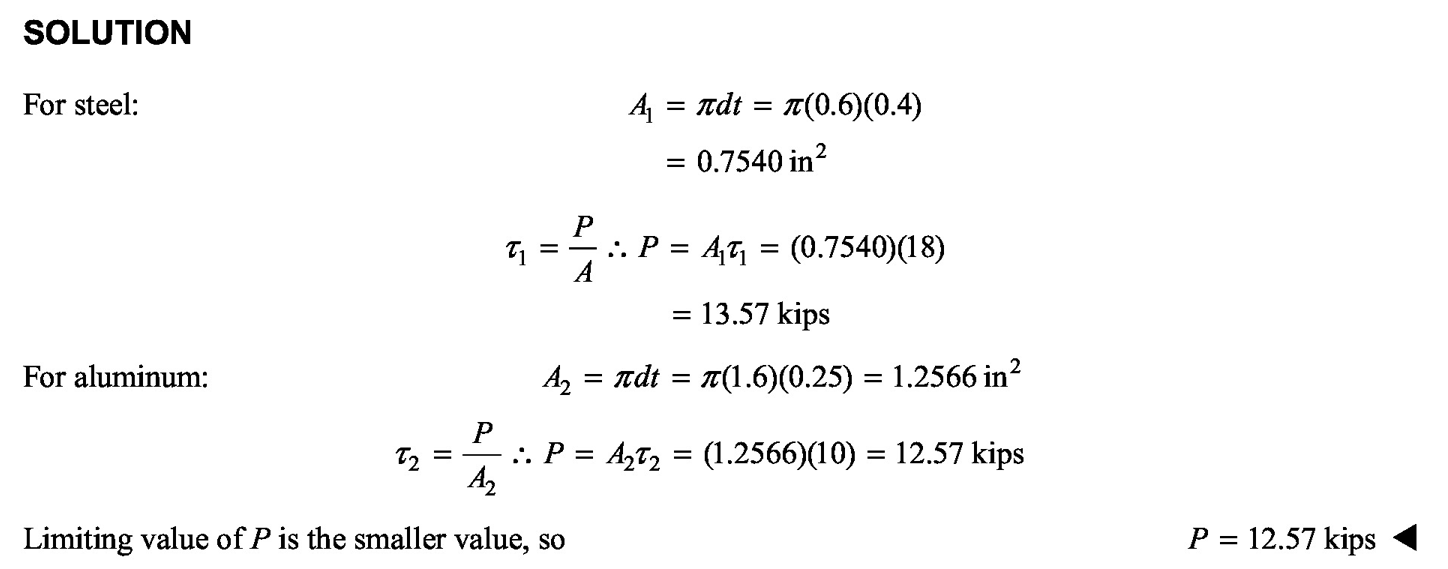 SOLUTION
For steel: A₁ = πdt = π(0.6)(0.4)
= 0.7540 in²
τ₁ = P/A ∴ P = A₁τ₁ = (0.7540)(18)
= 13.57 kips
For aluminum: A₂ = πdt = π(1.6)(0.25) = 1.2566 in²
τ₂ = P/A₂ ∴ P = A₂τ₂ = (1.2566)(10) = 12.57 kips
Limiting value of P is the smaller value, so P = 12.57 kips ◄